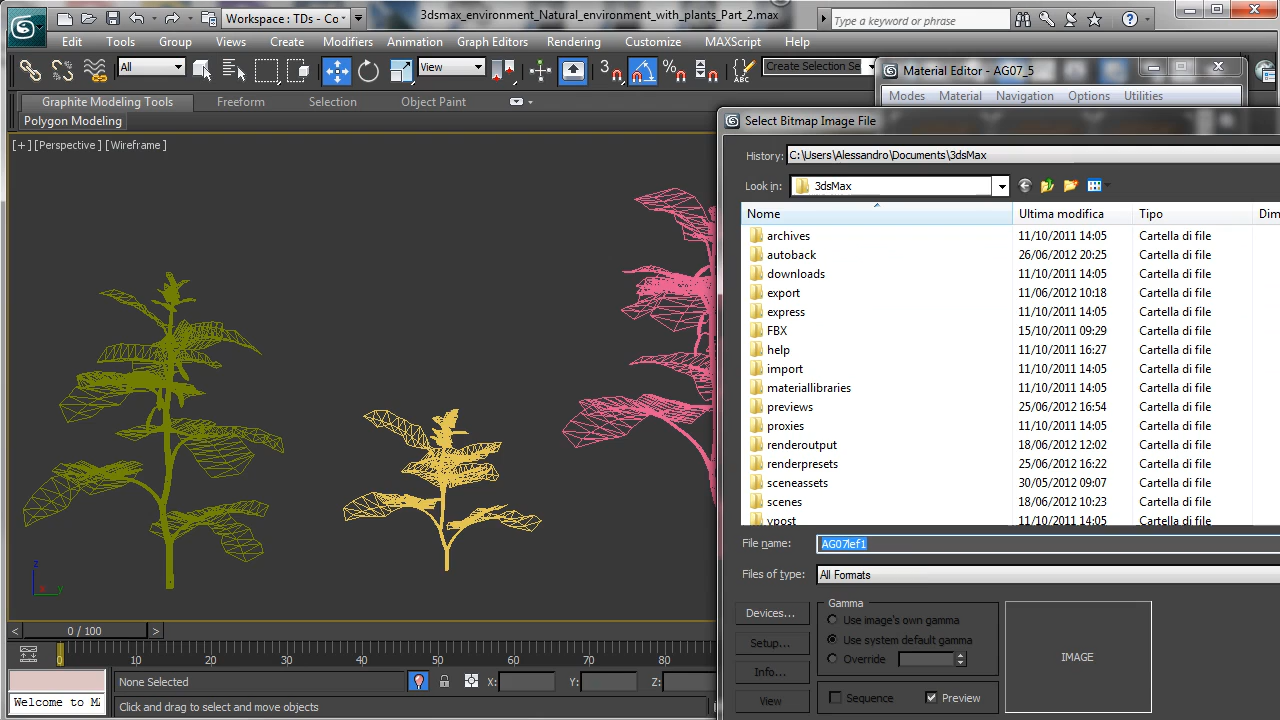 Workspace : TDs - Co
3dsmax_environment_Natural_environment_with_plants_Part_2.max
Type a keyword or phrase
Edit Tools Group Views Create Modifiers Animation Graph Editors Rendering Customize MAXScript Help
All View 3 Create Selection Se
Graphite Modeling Tools Freeform Selection Object Paint
Polygon Modeling
[ + ] [Perspective ] [Wireframe ]
Material Editor - AG07_5
Modes Material Navigation Options Utilities
Select Bitmap Image File
History: C:\Users\Alessandro\Documents\3dsMax
Look in: 3dsMax
Nome Ultima modifica Tipo Dim
archives 11/10/2011 14:05 Cartella di file
autoback 26/06/2012 20:25 Cartella di file
downloads 11/10/2011 14:05 Cartella di file
export 11/06/2012 10:18 Cartella di file
express 11/10/2011 14:05 Cartella di file
FBX 15/10/2011 09:29 Cartella di file
help 11/10/2011 16:27 Cartella di file
import 11/10/2011 14:05 Cartella di file
materiallibraries 11/10/2011 14:05 Cartella di file
previews 25/06/2012 16:54 Cartella di file
proxies 11/10/2011 14:05 Cartella di file
renderoutput 18/06/2012 12:02 Cartella di file
renderpresets 25/06/2012 16:22 Cartella di file
sceneassets 30/05/2012 09:07 Cartella di file
scenes 18/06/2012 10:23 Cartella di file
vpost 11/10/2011 14:05 Cartella di file
File name: AG07lef1
Files of type: All Formats
Devices...
Setup...
Info...
View
Gamma
Use image's own gamma
Use system default gamma
Override
Sequence Preview
IMAGE
z
x y
< 0 / 100 >
0 10 20 30 40 50 60 70 80
None Selected X: Y: Z:
Welcome to MA
Click and drag to select and move objects